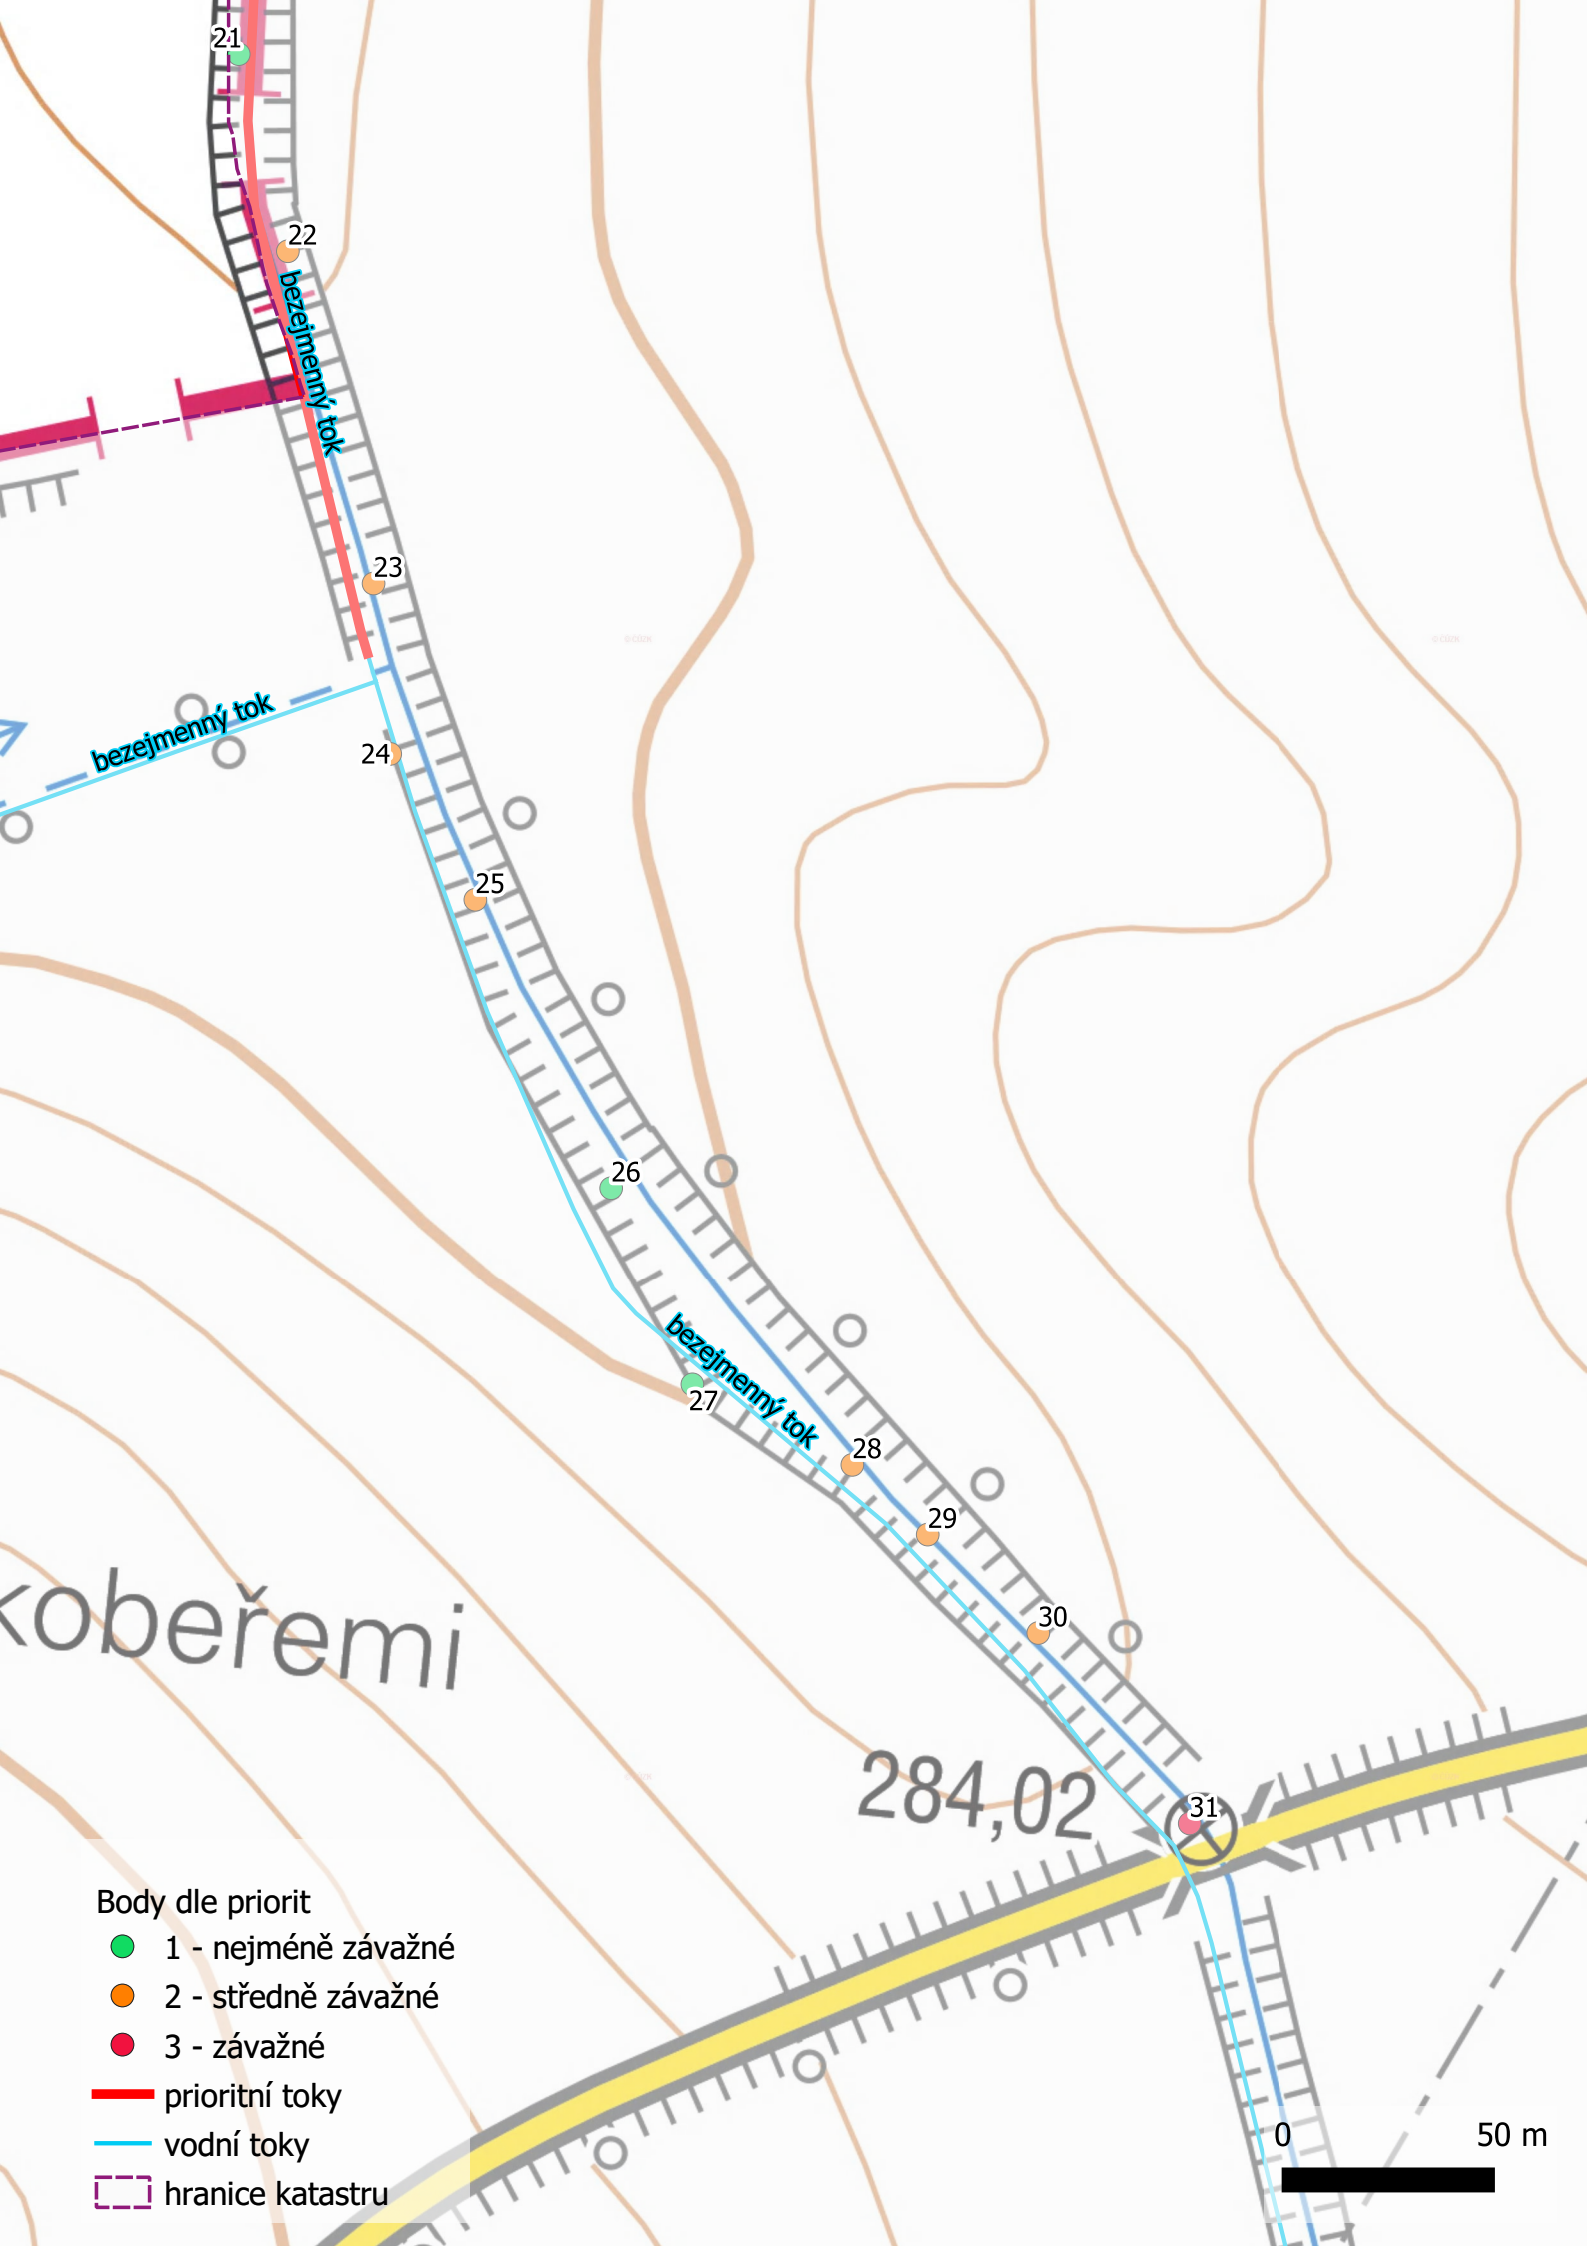 21
22
bezejmenný tok
23
bezejmenný tok
24
25
26
bezejmenný tok
27
28
29
30
kobeřemi
284,02
31
Body dle priorit
1 - nejméně závažné
2 - středně závažné
3 - závažné
prioritní toky
vodní toky
hranice katastru
0 50 m